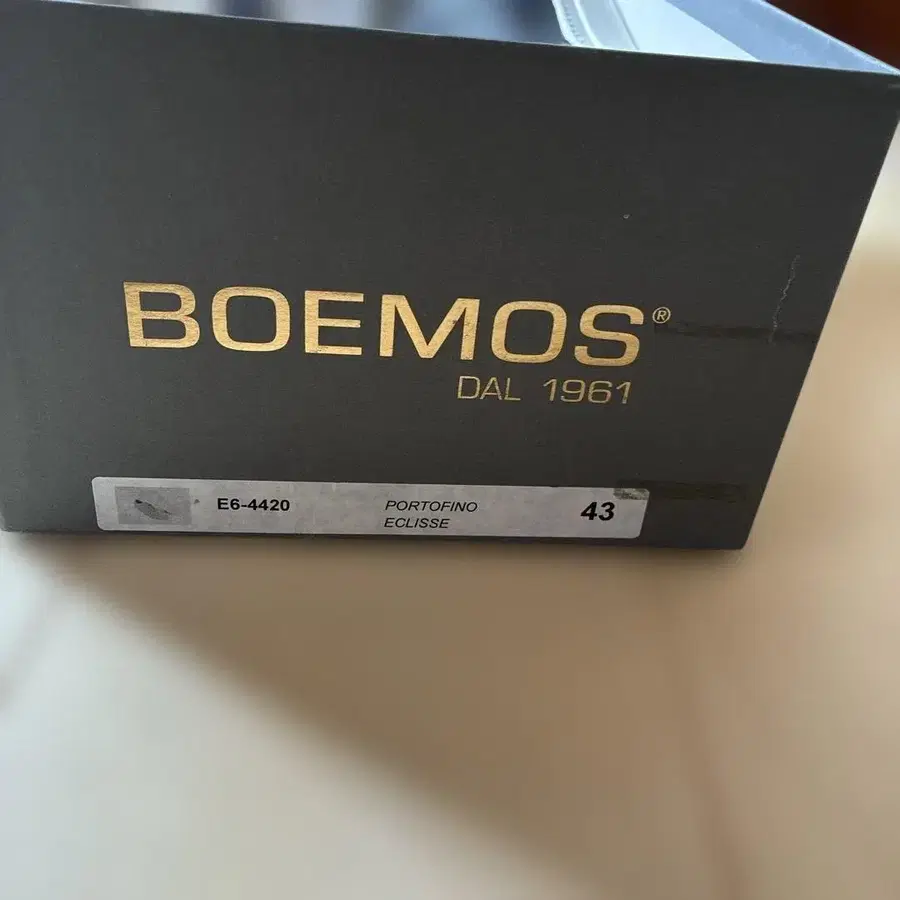 BOEMOS®
DAL 1961
E6-4420 PORTOFINO 43
ECLISSE